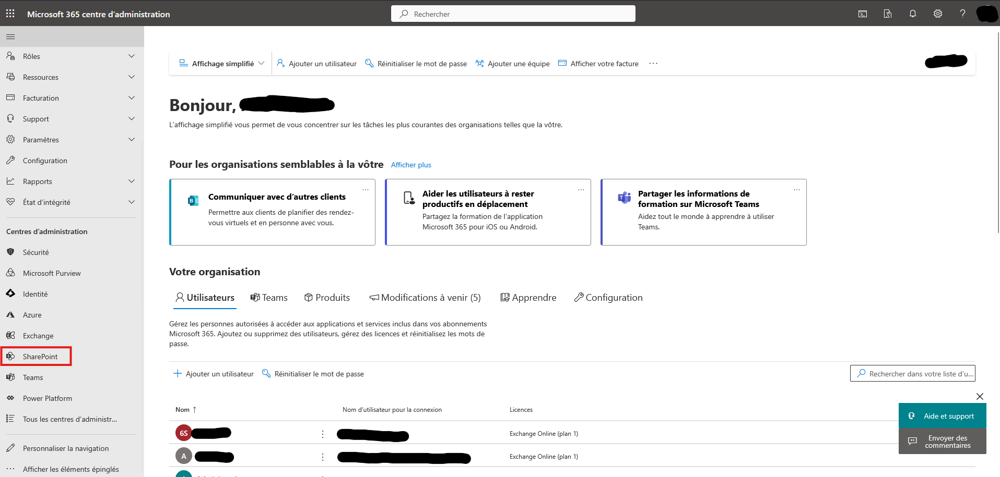 Microsoft 365 centre d’administration
Rechercher
Rôles
Ressources
Facturation
Support
Paramètres
Configuration
Rapports
État d’intégrité
Centres d’administration
Sécurité
Microsoft Purview
Identité
Azure
Exchange
SharePoint
Teams
Power Platform
Tous les centres d’administr...
Personnaliser la navigation
Afficher les éléments épinglés
Affichage simplifié
Ajouter un utilisateur
Réinitialiser le mot de passe
Ajouter une équipe
Afficher votre facture
Bonjour,
L’affichage simplifié vous permet de vous concentrer sur les tâches les plus courantes des organisations telles que la vôtre.
Pour les organisations semblables à la vôtre Afficher plus
Communiquer avec d’autres clients
Permettre aux clients de planifier des rendez-
vous virtuels et en personne avec vous.
Aider les utilisateurs à rester
productifs en déplacement
Partagez la formation de l’application
Microsoft 365 pour iOS ou Android.
Partager les informations de
formation sur Microsoft Teams
Aidez tout le monde à apprendre à utiliser
Teams.
Votre organisation
Utilisateurs
Teams
Produits
Modifications à venir (5)
Apprendre
Configuration
Gérez les personnes autorisées à accéder aux applications et services inclus dans vos abonnements
Microsoft 365. Ajoutez ou supprimez des utilisateurs, gérez des licences et réinitialisez les mots de
passe.
Ajouter un utilisateur
Réinitialiser le mot de passe
Rechercher dans votre liste d’u...
Nom ↑
Nom d’utilisateur pour la connexion
Licences
6S
Exchange Online (plan 1)
A
Exchange Online (plan 1)
Aide et support
Envoyer des
commentaires